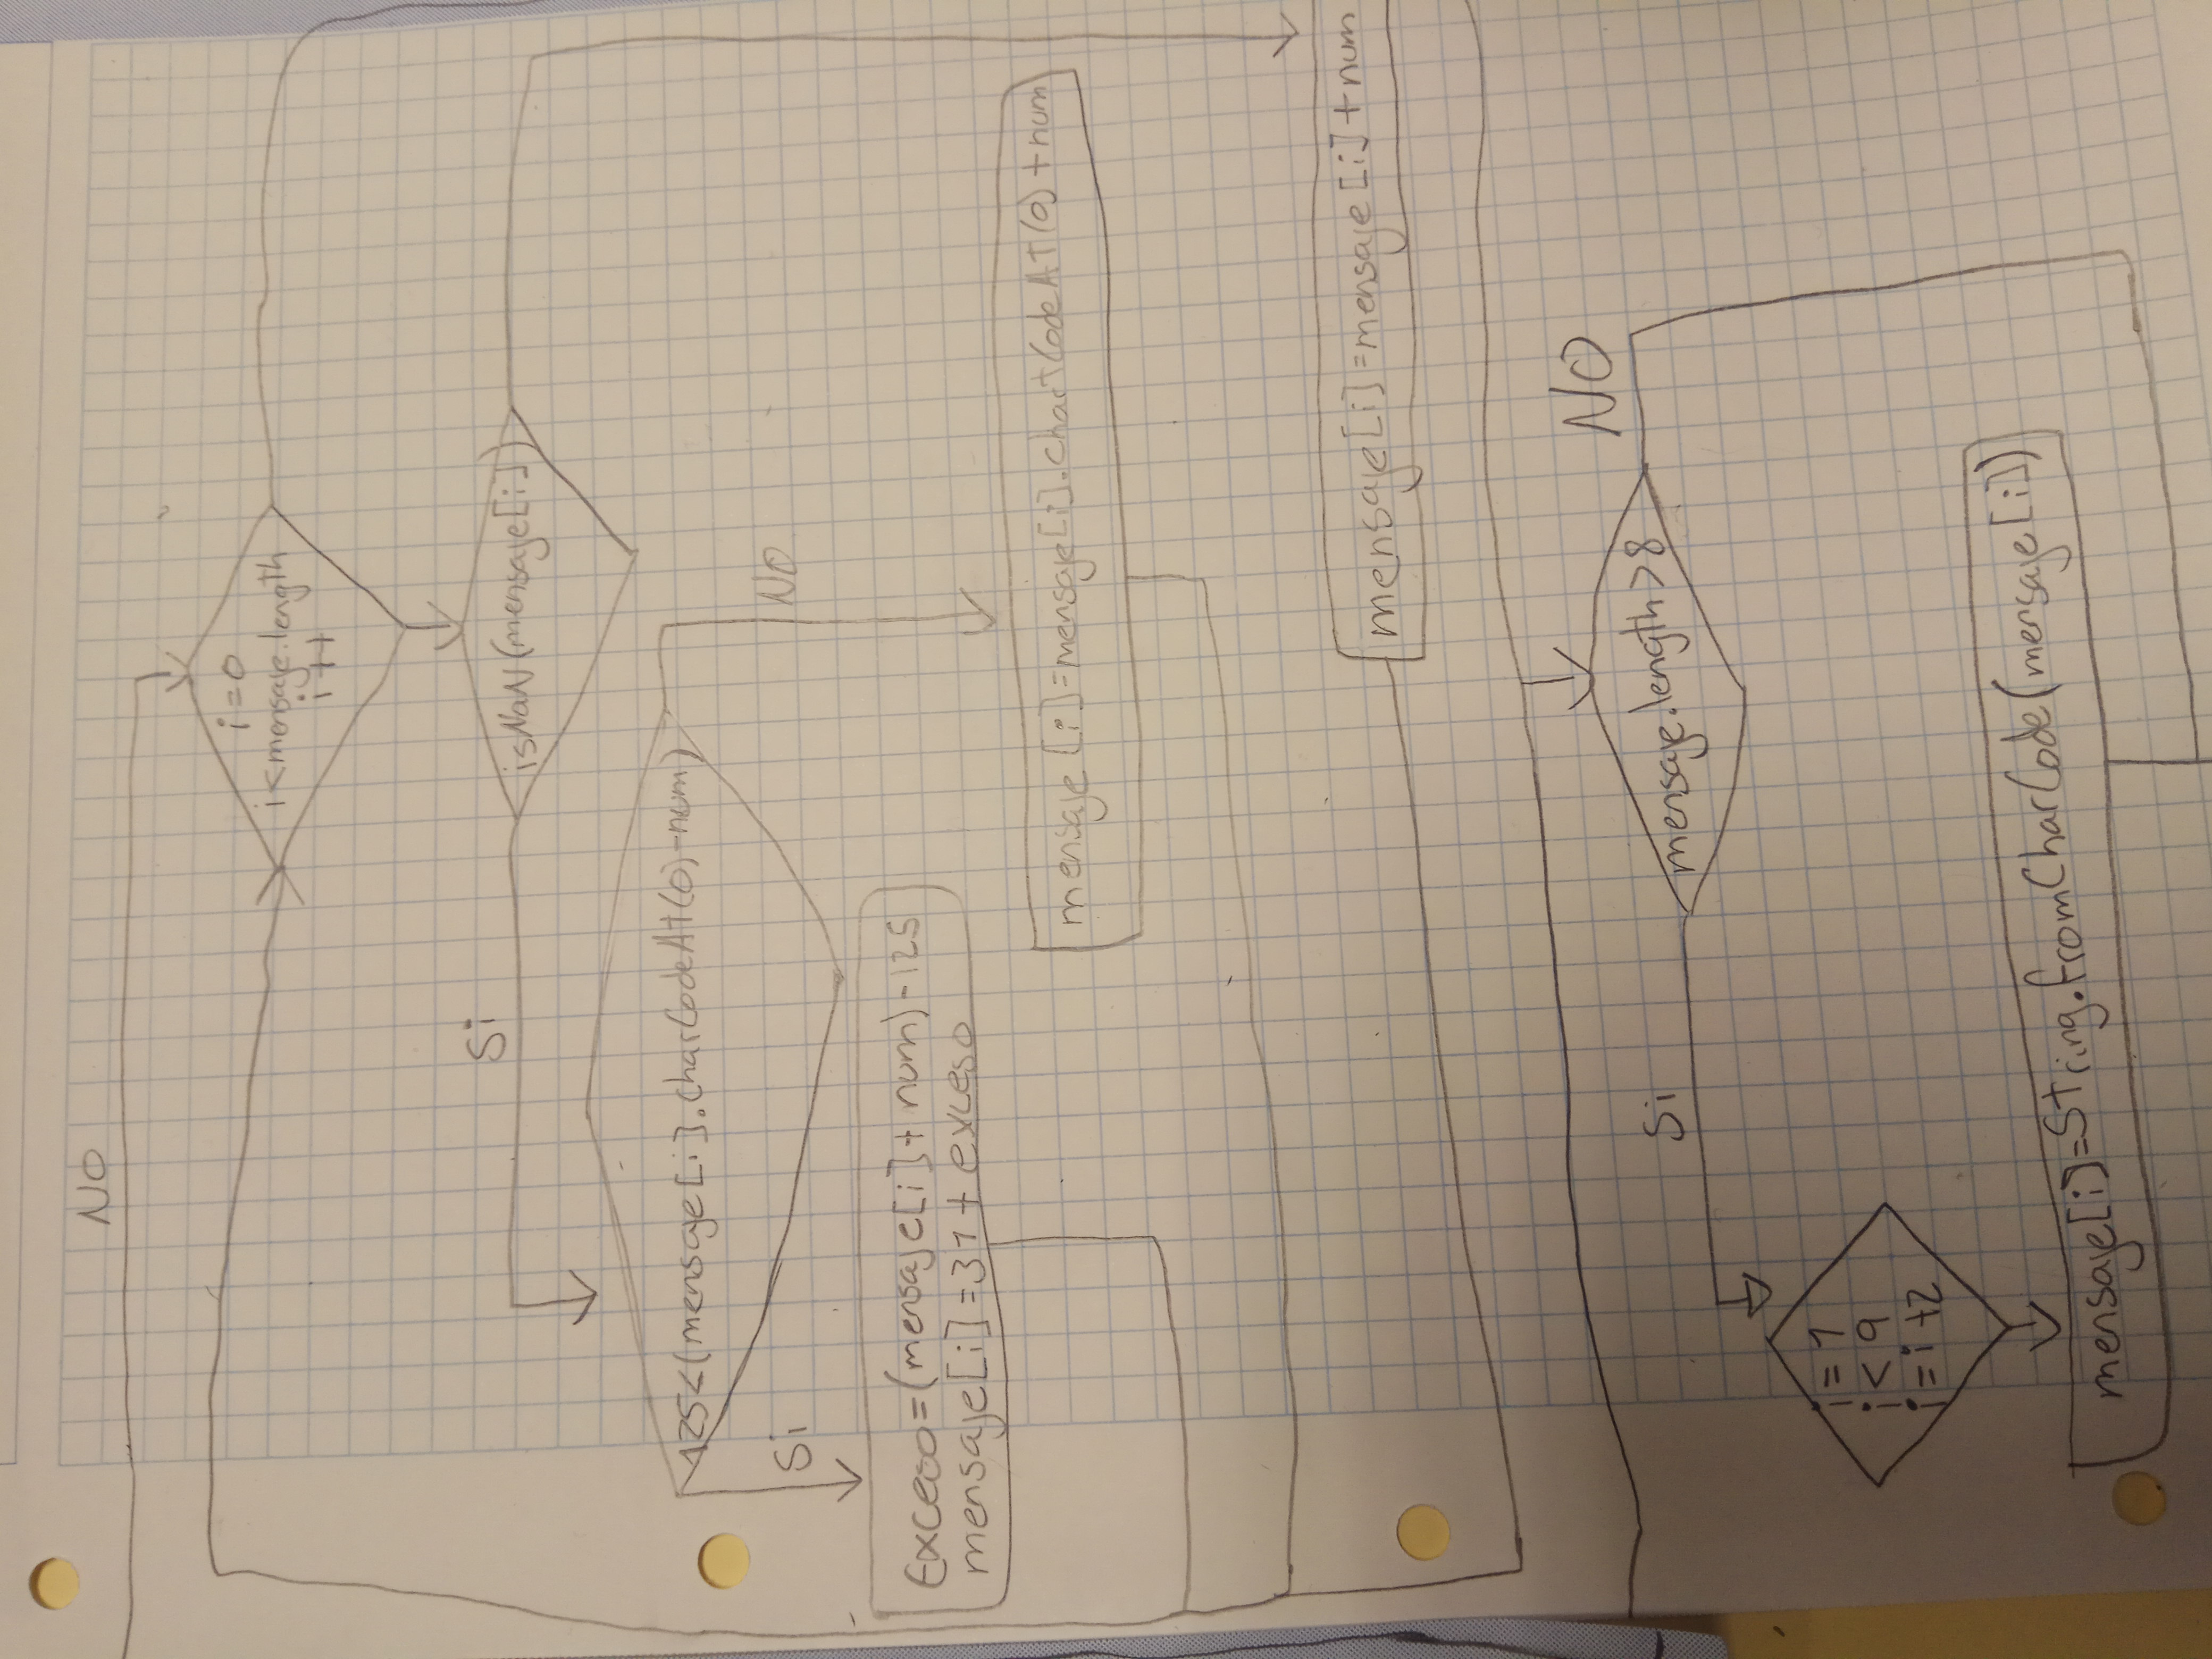 NO
i=0
i<mensaje.length
i++
isNaN(mensaje[i])
Si
125<(mensaje[i].charCodeAt(0)-num)
NO
Si
Exceso=(mensaje[i]+num)-125
mensaje[i]=31+exceso
mensaje[i]=mensaje[i].chartCodeAt(0)+num
mensaje[i]=mensaje[i]+num
mensaje.length>8
NO
Si
i=1
i<9
i=i+2
mensaje[i]=String.fromCharCode(mensaje[i])